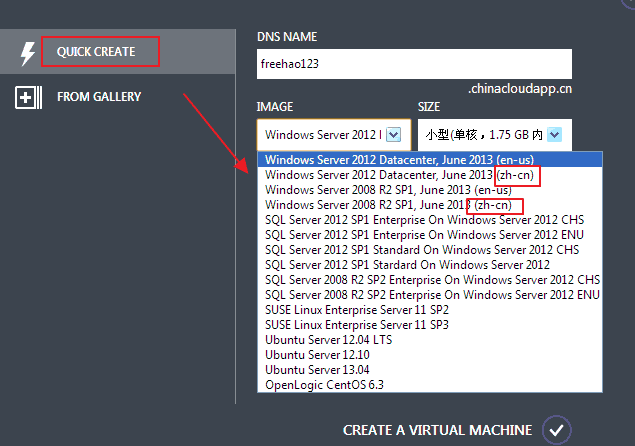 QUICK CREATE
FROM GALLERY
DNS NAME
freehao123
.chinacloudapp.cn
IMAGE
SIZE
Windows Server 2012
小型(单核，1.75 GB 内
Windows Server 2012 Datacenter, June 2013 (en-us)
Windows Server 2012 Datacenter, June 2013 (zh-cn)
Windows Server 2008 R2 SP1, June 2013 (en-us)
Windows Server 2008 R2 SP1, June 2013 (zh-cn)
SQL Server 2012 SP1 Enterprise On Windows Server 2012 CHS
SQL Server 2012 SP1 Enterprise On Windows Server 2012 ENU
SQL Server 2012 SP1 Standard On Windows Server 2012 CHS
SQL Server 2012 SP1 Stardard On Windows Server 2012
SQL Server 2008 R2 SP2 Enterprise On Windows Server 2012 CHS
SQL Server 2008 R2 SP2 Enterprise On Windows Server 2012 ENU
SUSE Linux Enterprise Server 11 SP2
SUSE Linux Enterprise Server 11 SP3
Ubuntu Server 12.04 LTS
Ubuntu Server 12.10
Ubuntu Server 13.04
OpenLogic CentOS 6.3
CREATE A VIRTUAL MACHINE